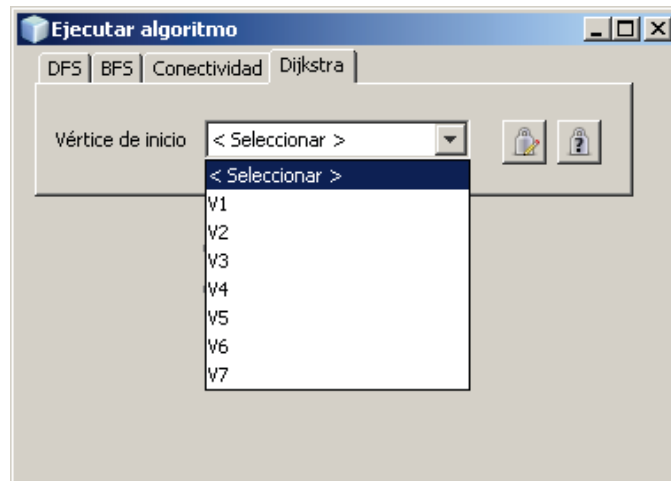 Ejecutar algoritmo
DFS BFS Conectividad Dijkstra
Vértice de inicio < Seleccionar > ?
< Seleccionar >
V1
V2
V3
V4
V5
V6
V7